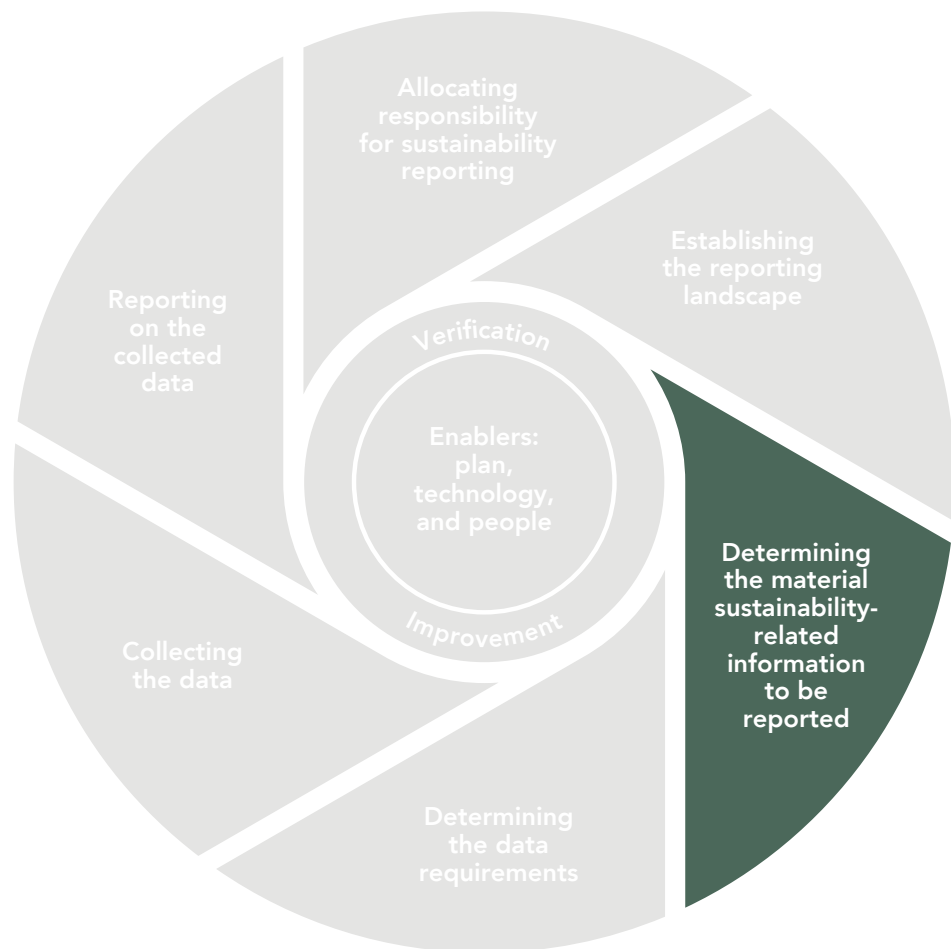 Allocating
responsibility
for sustainability
reporting
Establishing
the reporting
landscape
Determining
the material
sustainability-
related
information
to be
reported
Determining
the data
requirements
Collecting
the data
Reporting
on the
collected
data
Verification
Enablers:
plan,
technology,
and people
Improvement